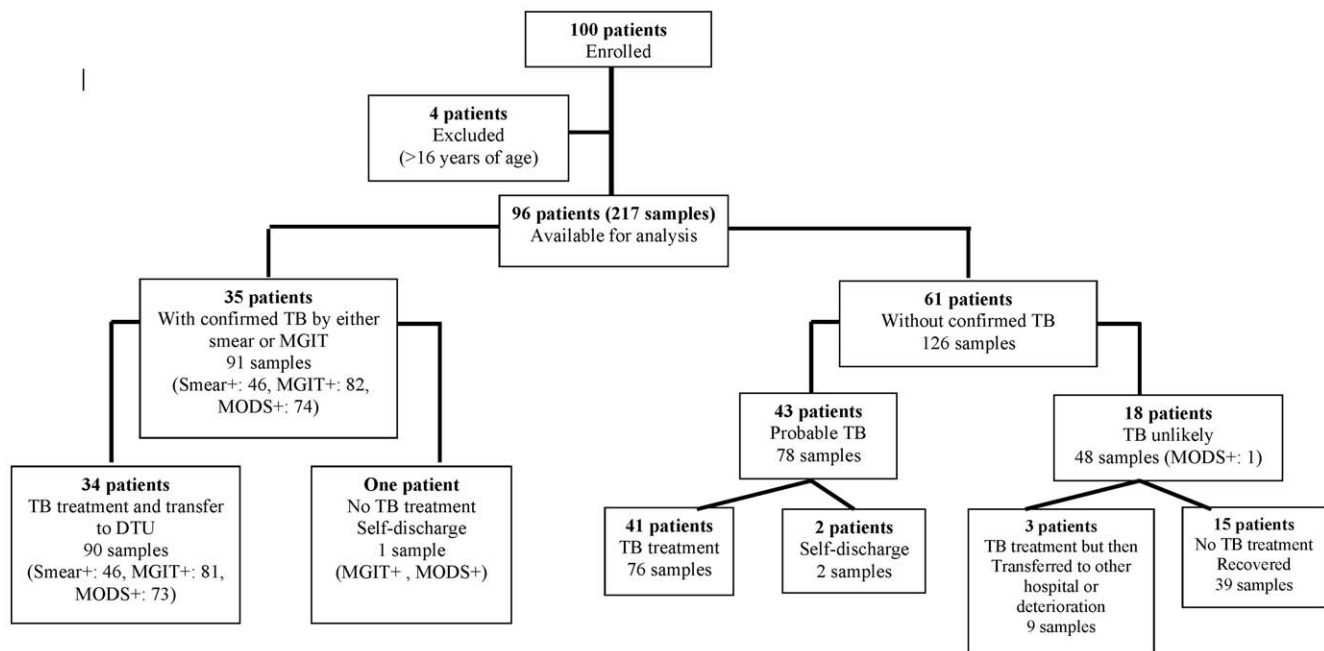 100 patients
Enrolled
4 patients
Excluded
(>16 years of age)
96 patients (217 samples)
Available for analysis
35 patients
With confirmed TB by either
smear or MGIT
91 samples
(Smear+: 46, MGIT+: 82,
MODS+: 74)
61 patients
Without confirmed TB
126 samples
34 patients
TB treatment and transfer
to DTU
90 samples
(Smear+: 46, MGIT+: 81,
MODS+: 73)
One patient
No TB treatment
Self-discharge
1 sample
(MGIT+ , MODS+)
43 patients
Probable TB
78 samples
18 patients
TB unlikely
48 samples (MODS+: 1)
41 patients
TB treatment
76 samples
2 patients
Self-discharge
2 samples
3 patients
TB treatment but then
Transferred to other
hospital or
deterioration
9 samples
15 patients
No TB treatment
Recovered
39 samples